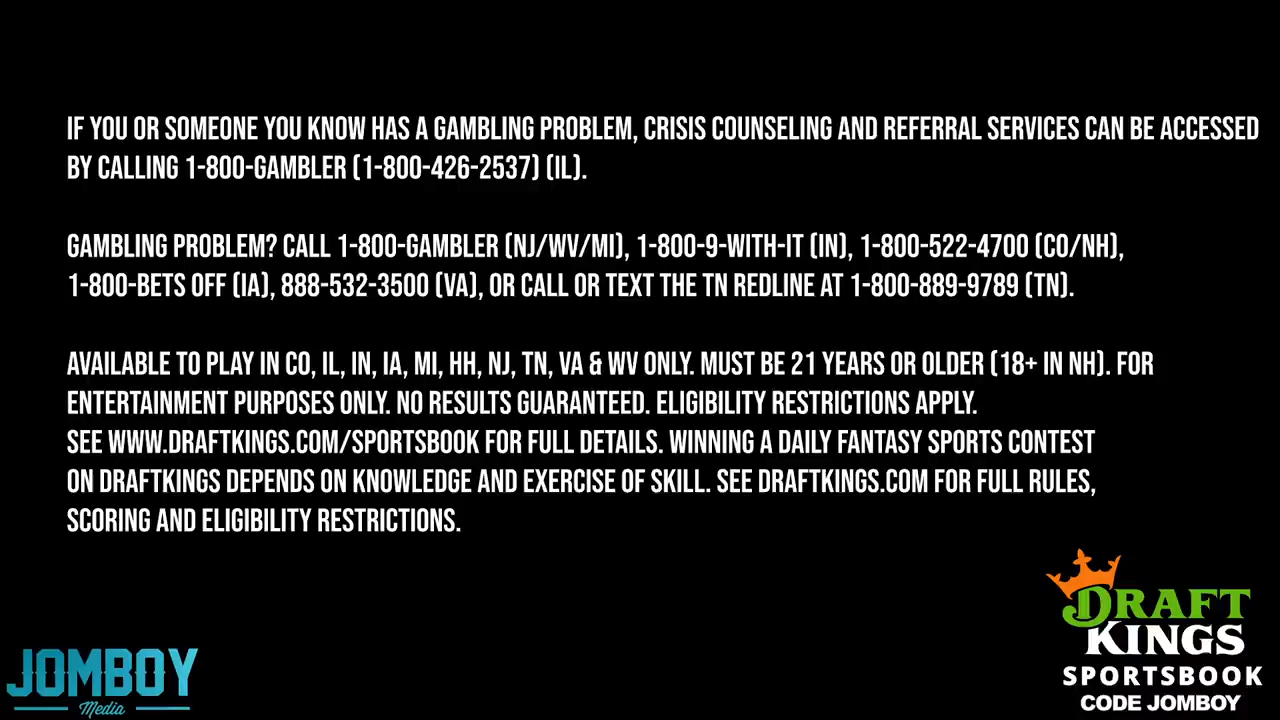 IF YOU OR SOMEONE YOU KNOW HAS A GAMBLING PROBLEM, CRISIS COUNSELING AND REFERRAL SERVICES CAN BE ACCESSED
BY CALLING 1-800-GAMBLER (1-800-426-2537) (IL).
GAMBLING PROBLEM? CALL 1-800-GAMBLER (NJ/WV/MI), 1-800-9-WITH-IT (IN), 1-800-522-4700 (CO/NH),
1-800-BETS OFF (IA), 888-532-3500 (VA), OR CALL OR TEXT THE TN REDLINE AT 1-800-889-9789 (TN).
AVAILABLE TO PLAY IN CO, IL, IN, IA, MI, HH, NJ, TN, VA & WV ONLY. MUST BE 21 YEARS OR OLDER (18+ IN NH). FOR
ENTERTAINMENT PURPOSES ONLY. NO RESULTS GUARANTEED. ELIGIBILITY RESTRICTIONS APPLY.
SEE WWW.DRAFTKINGS.COM/SPORTSBOOK FOR FULL DETAILS. WINNING A DAILY FANTASY SPORTS CONTEST
ON DRAFTKINGS DEPENDS ON KNOWLEDGE AND EXERCISE OF SKILL. SEE DRAFTKINGS.COM FOR FULL RULES,
SCORING AND ELIGIBILITY RESTRICTIONS.
JOMBOY
Media
DRAFT
KINGS
SPORTSBOOK
CODE JOMBOY